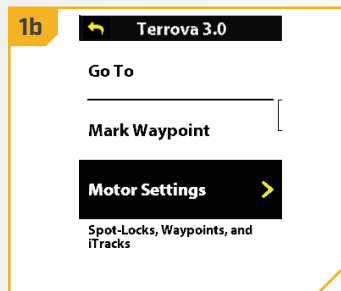 1b
Terrova 3.0
Go To
Mark Waypoint
Motor Settings
Spot-Locks, Waypoints, and
iTracks